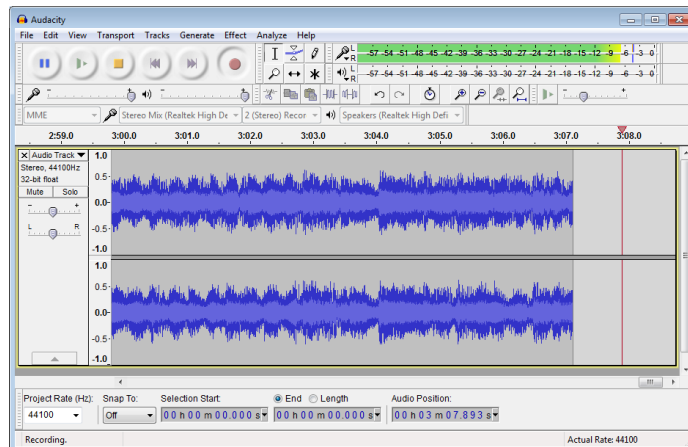 Audacity
File Edit View Transport Tracks Generate Effect Analyze Help
L -57 -54 -51 -48 -45 -42 -39 -36 -33 -30 -27 -24 -21 -18 -15 -12 -9 -6 -3 0
R
L -57 -54 -51 -48 -45 -42 -39 -36 -33 -30 -27 -24 -21 -18 -15 -12 -9 -6 -3 0
R
MME Stereo Mix (Realtek High De 2 (Stereo) Recor Speakers (Realtek High Defi
2:59.0 3:00.0 3:01.0 3:02.0 3:03.0 3:04.0 3:05.0 3:06.0 3:07.0 3:08.0
Audio Track 1.0
Stereo, 44100Hz
32-bit float 0.5
Mute Solo
- + 0.0
L R -0.5
-1.0
1.0
0.5
0.0
-0.5
-1.0
Project Rate (Hz): Snap To: Selection Start: End Length Audio Position:
44100 Off 00 h 00 m 00.000 s 00 h 00 m 00.000 s 00 h 03 m 07.893 s
Recording. Actual Rate: 44100